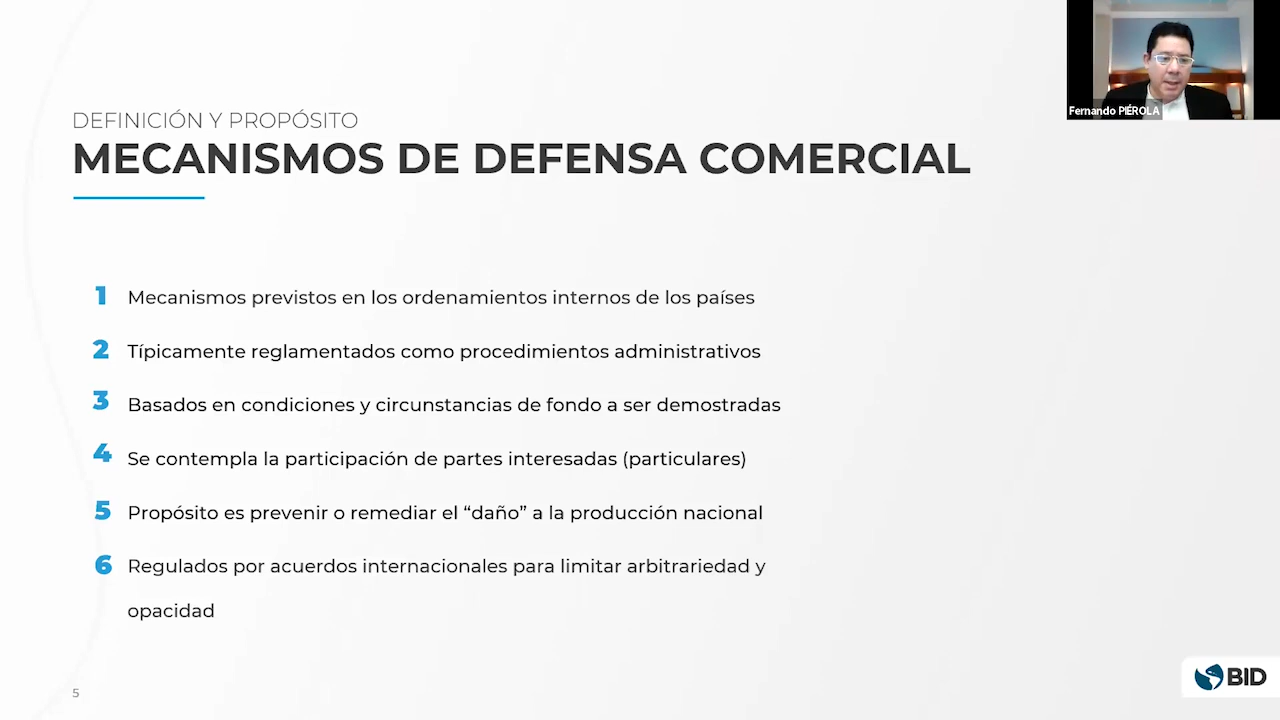 Fernando PIÉROLA
DEFINICIÓN Y PROPÓSITO
MECANISMOS DE DEFENSA COMERCIAL
1 Mecanismos previstos en los ordenamientos internos de los países
2 Típicamente reglamentados como procedimientos administrativos
3 Basados en condiciones y circunstancias de fondo a ser demostradas
4 Se contempla la participación de partes interesadas (particulares)
5 Propósito es prevenir o remediar el “daño” a la producción nacional
6 Regulados por acuerdos internacionales para limitar arbitrariedad y
opacidad
5
BID